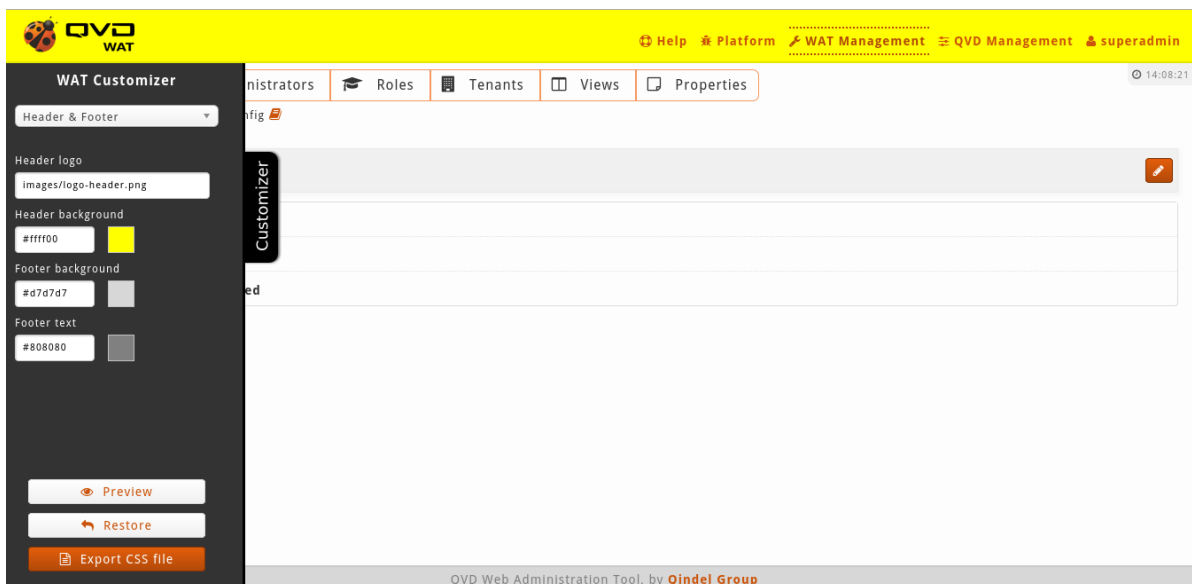 QVD
WAT
Help Platform WAT Management QVD Management superadmin
WAT Customizer
Header & Footer
Header logo
images/logo-header.png
Header background
#ffff00
Footer background
#d7d7d7
Footer text
#808080
Preview
Restore
Export CSS file
Customizer
nistrators Roles Tenants Views Properties
14:08:21
nfig
ed
QVD Web Administration Tool, by Qindel Group